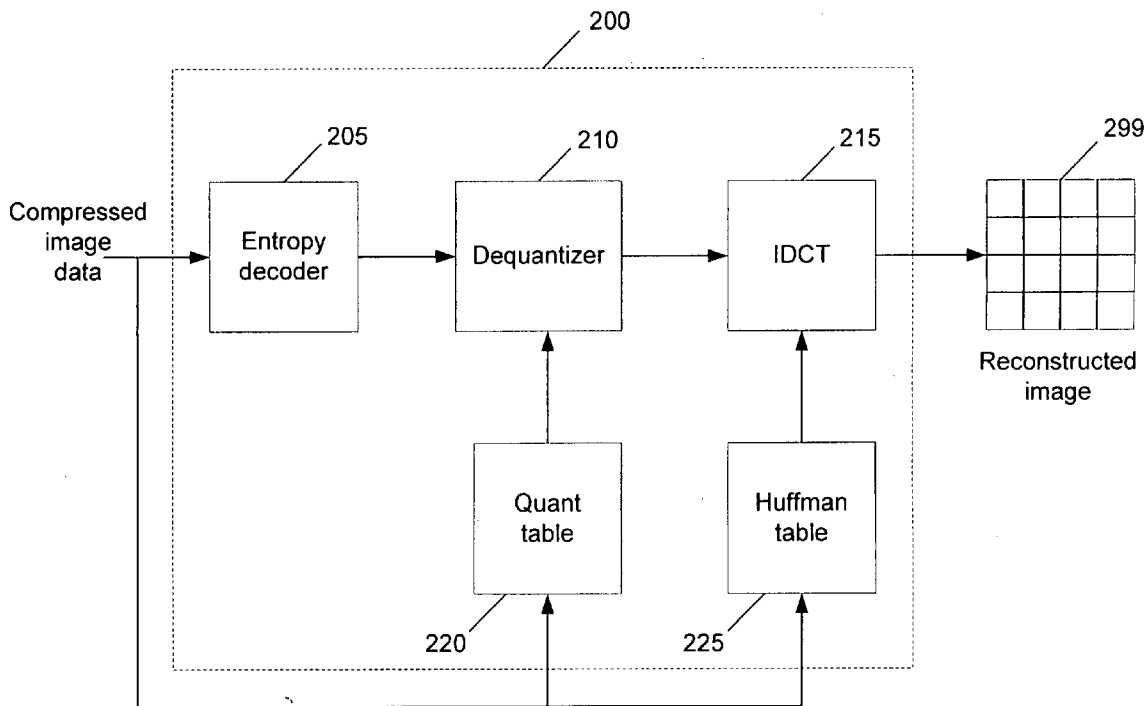 200
205
210
215
299
Compressed
image
data
Entropy
decoder
Dequantizer
IDCT
Reconstructed
image
Quant
table
Huffman
table
220
225